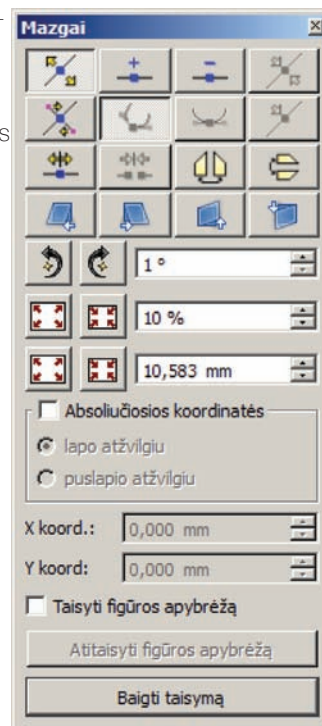 Mazgai
s
1 °
10 %
10,583 mm
Absoliučiosios koordinatės
lapo atžvilgiu
puslapio atžvilgiu
X koord.: 0,000 mm
Y koord: 0,000 mm
Taisyti figūros apybrėžą
Atitaisyti figūros apybrėžą
Baigti taisymą